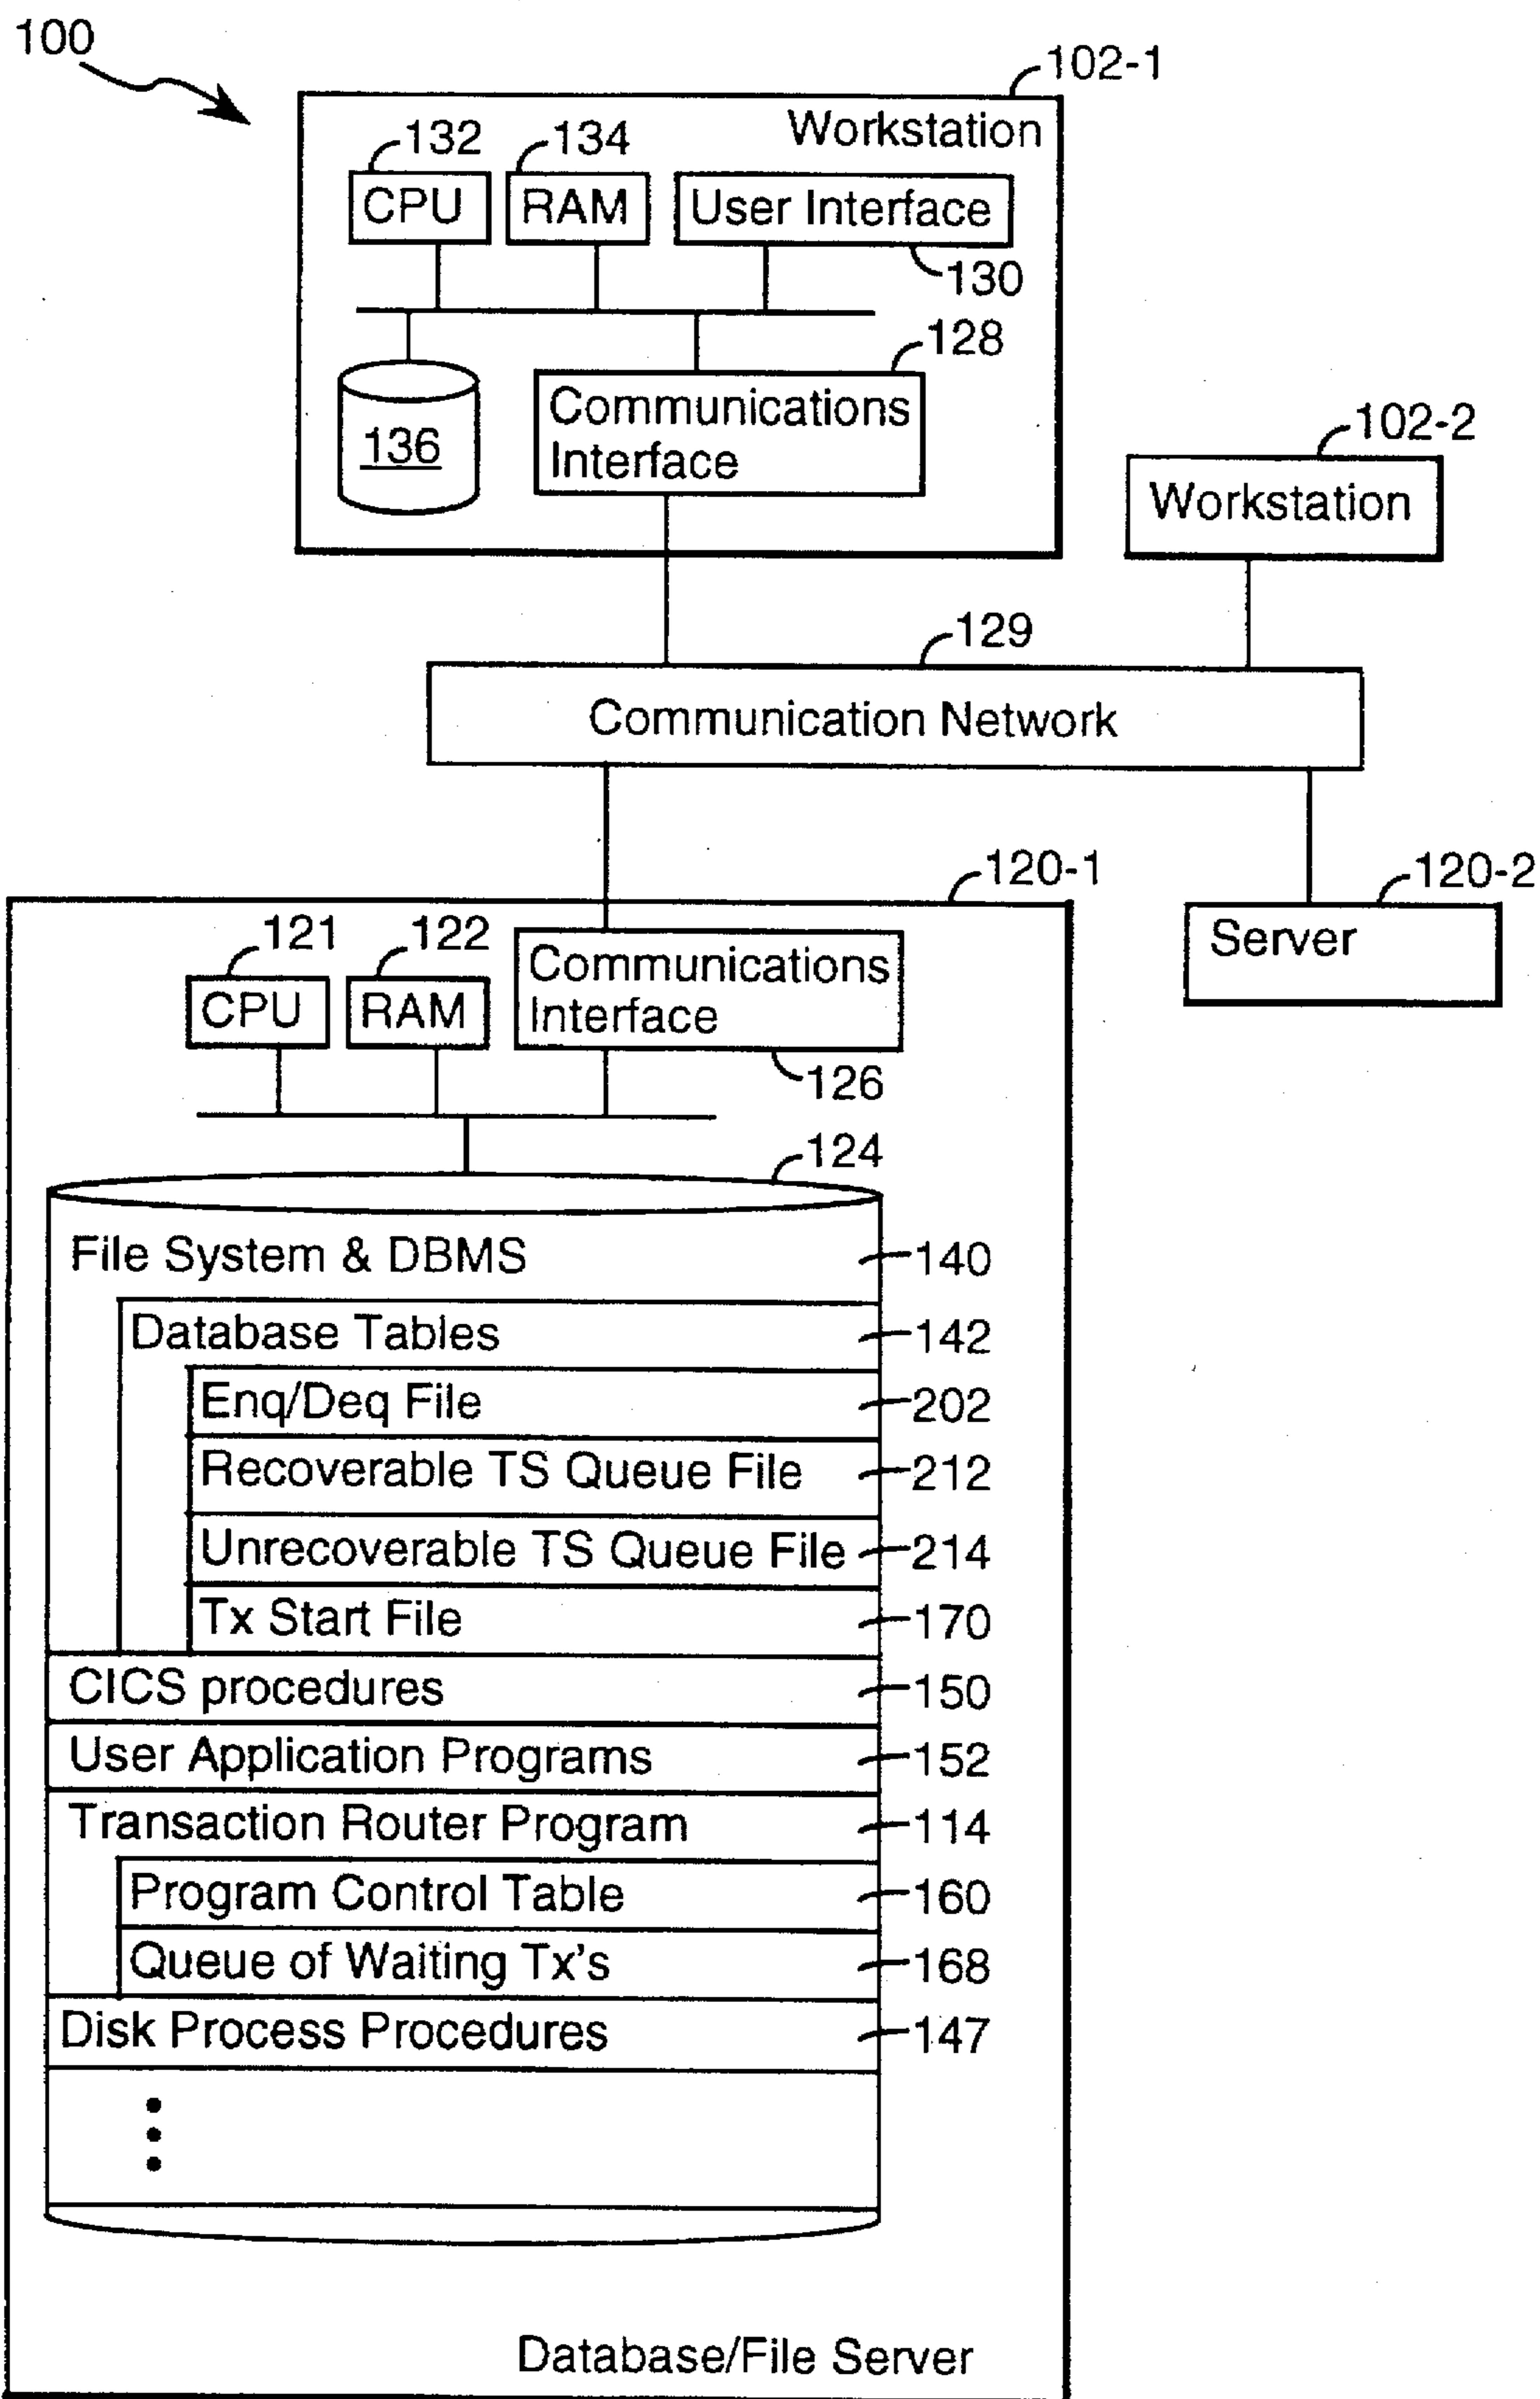 100
102-1
Workstation
132
134
CPU
RAM
User Interface
130
128
136
Communications
Interface
102-2
Workstation
129
Communication Network
120-1
120-2
Server
121
122
CPU
RAM
Communications
Interface
126
124
File System & DBMS 140
Database Tables 142
Enq/Deq File 202
Recoverable TS Queue File 212
Unrecoverable TS Queue File 214
Tx Start File 170
CICS procedures 150
User Application Programs 152
Transaction Router Program 114
Program Control Table 160
Queue of Waiting Tx's 168
Disk Process Procedures 147
Database/File Server